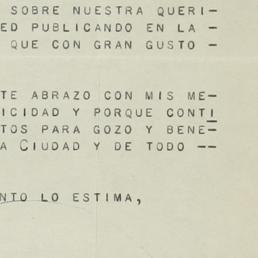 SOBRE NUESTRA QUERI-
ED PUBLICANDO EN LA -
QUE CON GRAN GUSTO -
TE ABRAZO CON MIS ME-
ICIDAD Y PORQUE CONTI
TOS PARA GOZO Y BENE-
A CIUDAD Y DE TODO --
NTO LO ESTIMA,